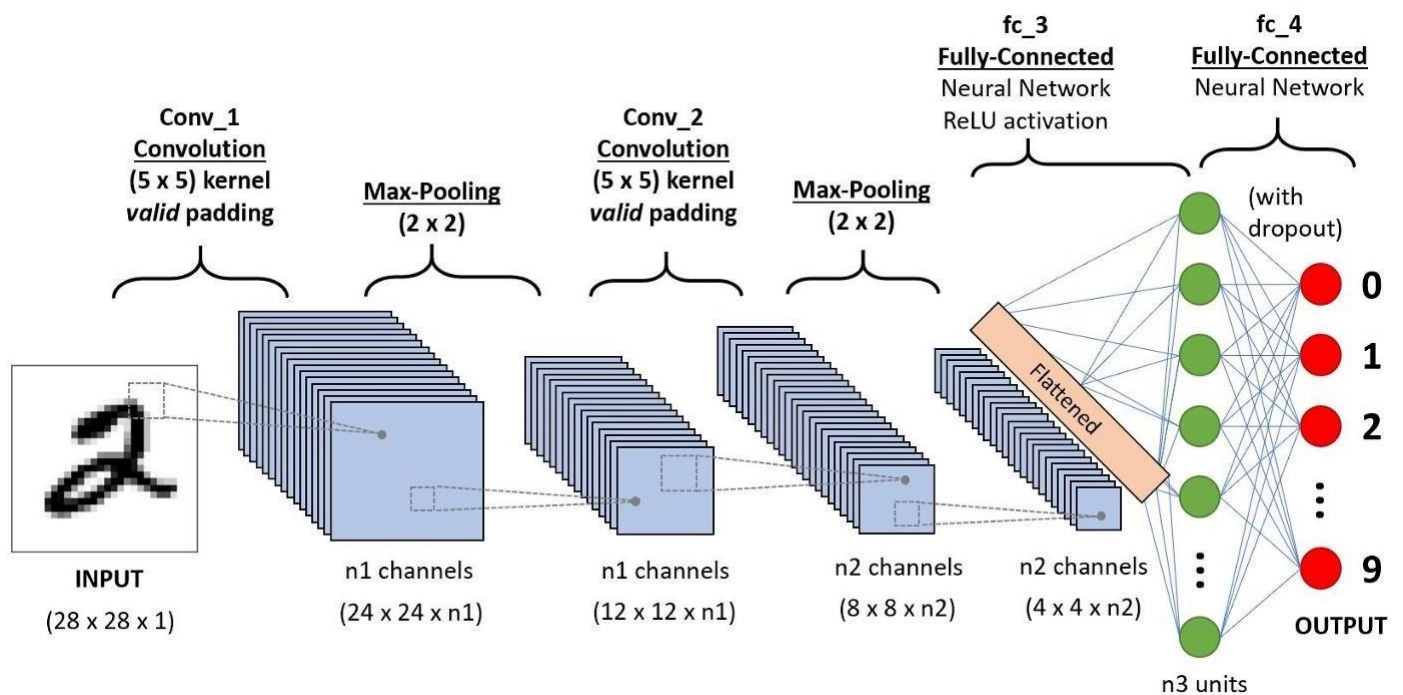 Conv_1
Convolution
(5 x 5) kernel
valid padding
Max-Pooling
(2 x 2)
Conv_2
Convolution
(5 x 5) kernel
valid padding
Max-Pooling
(2 x 2)
fc_3
Fully-Connected
Neural Network
ReLU activation
fc_4
Fully-Connected
Neural Network
(with
dropout)
Flattened
0
1
2
9
INPUT
(28 x 28 x 1)
n1 channels
(24 x 24 x n1)
n1 channels
(12 x 12 x n1)
n2 channels
(8 x 8 x n2)
n2 channels
(4 x 4 x n2)
OUTPUT
n3 units